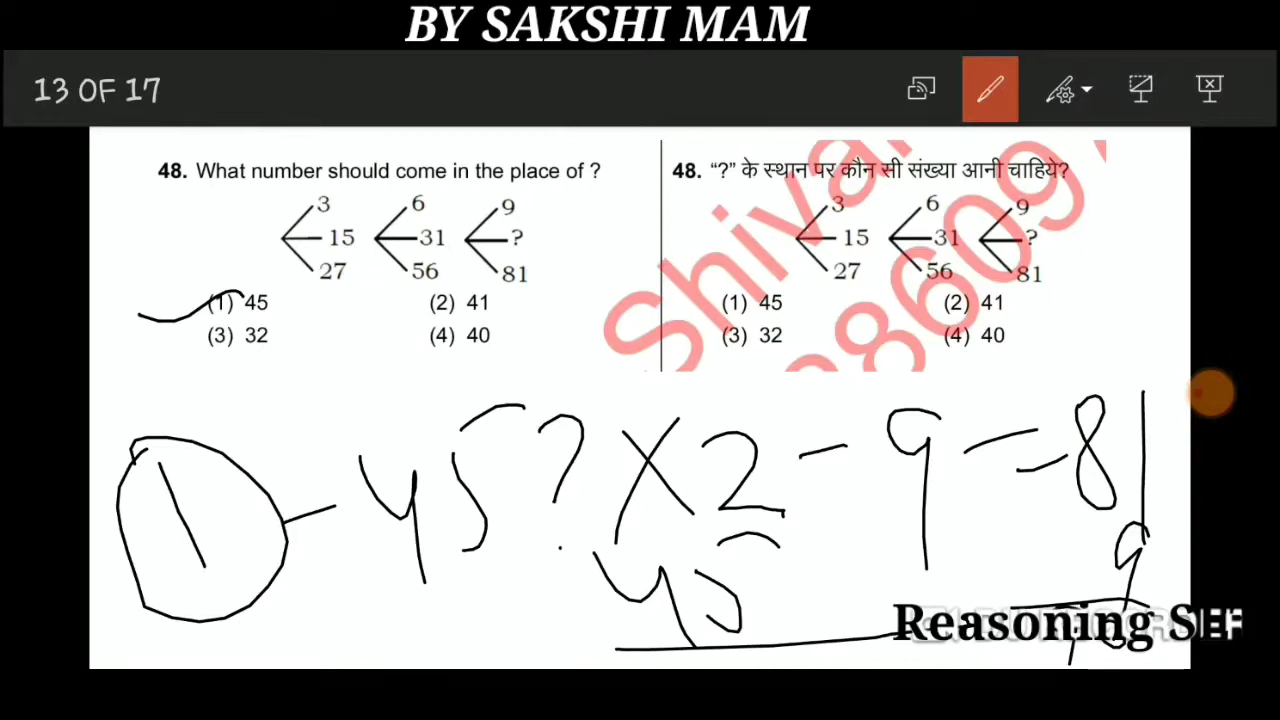 BY SAKSHI MAM
13 OF 17
48. What number should come in the place of ?
3 6 9
15 31 ?
27 56 81
(1) 45 (2) 41
(3) 32 (4) 40
48. “?” के स्थान पर कौन सी संख्या आनी चाहिये?
3 6 9
15 31 ?
27 56 81
(1) 45 (2) 41
(3) 32 (4) 40
Shiva
38609
1 - 45 ? X 2 - 9 = 81
45 9
Reasoning S